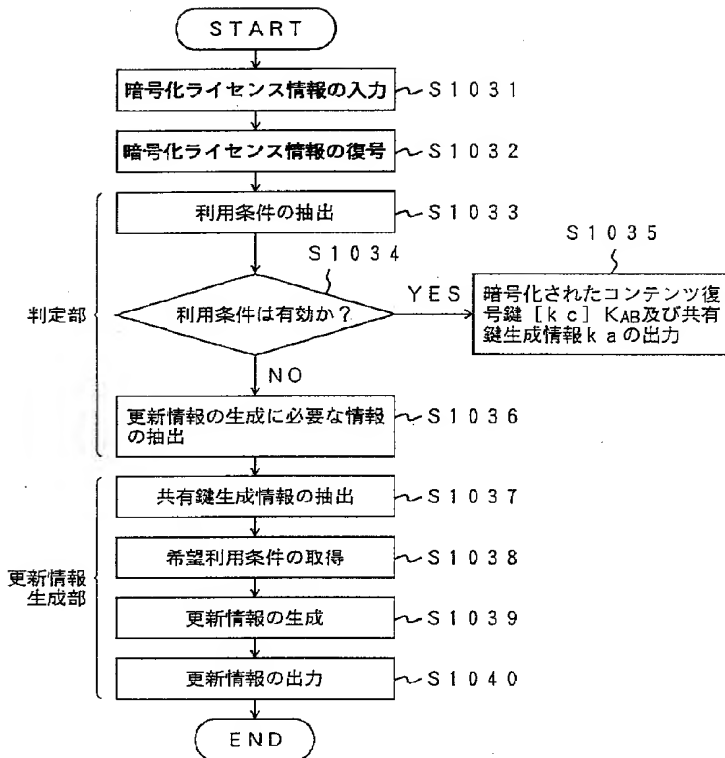 START
暗号化ライセンス情報の入力
S1031
暗号化ライセンス情報の復号
S1032
利用条件の抽出
S1033
S1034
利用条件は有効か？
YES
S1035
暗号化されたコンテンツ復
号鍵［kc］KAB及び共有
鍵生成情報kaの出力
判定部
NO
更新情報の生成に必要な情報
の抽出
S1036
共有鍵生成情報の抽出
S1037
希望利用条件の取得
S1038
更新情報
生成部
更新情報の生成
S1039
更新情報の出力
S1040
END